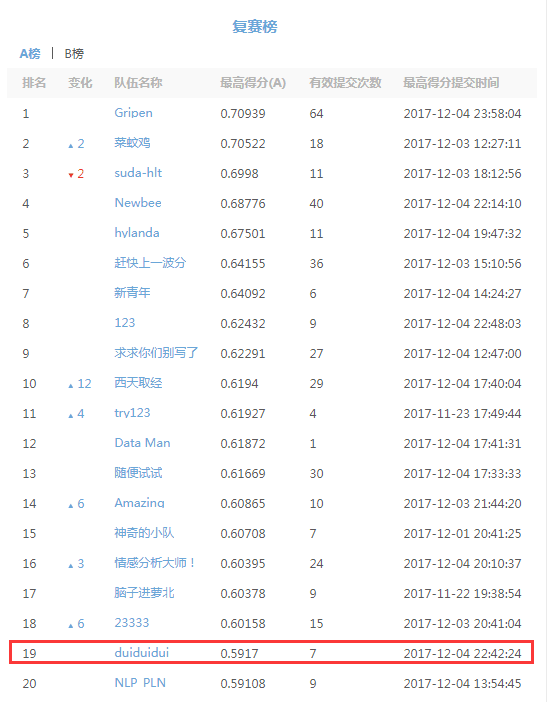 复赛榜
A榜 | B榜
排名 变化 队伍名称 最高得分(A) 有效提交次数 最高得分提交时间
1 Gripen 0.70939 64 2017-12-04 23:58:04
2 ▲ 2 菜蚊鸡 0.70522 18 2017-12-03 12:27:11
3 ▼ 2 suda-hlt 0.6998 11 2017-12-03 18:12:56
4 Newbee 0.68776 40 2017-12-04 22:14:10
5 hylanda 0.67501 11 2017-12-04 19:47:32
6 赶快上一波分 0.64155 36 2017-12-03 15:10:56
7 新青年 0.64092 6 2017-12-04 14:24:27
8 123 0.62432 9 2017-12-04 22:48:03
9 求求你们别写了 0.62291 27 2017-12-04 12:47:00
10 ▲ 12 西天取经 0.6194 29 2017-12-04 17:40:04
11 ▲ 4 try123 0.61927 4 2017-11-23 17:49:44
12 Data Man 0.61872 1 2017-12-04 17:41:31
13 随便试试 0.61669 30 2017-12-04 17:33:33
14 ▲ 6 Amazing 0.60865 10 2017-12-03 21:44:20
15 神奇的小队 0.60708 7 2017-12-01 20:41:25
16 ▲ 3 情感分析大师！ 0.60395 24 2017-12-04 20:10:37
17 脑子进萝北 0.60378 9 2017-11-22 19:38:54
18 ▲ 6 23333 0.60158 15 2017-12-03 20:41:04
19 duiduidui 0.5917 7 2017-12-04 22:42:24
20 NLP_PLN 0.59108 9 2017-12-04 13:54:45